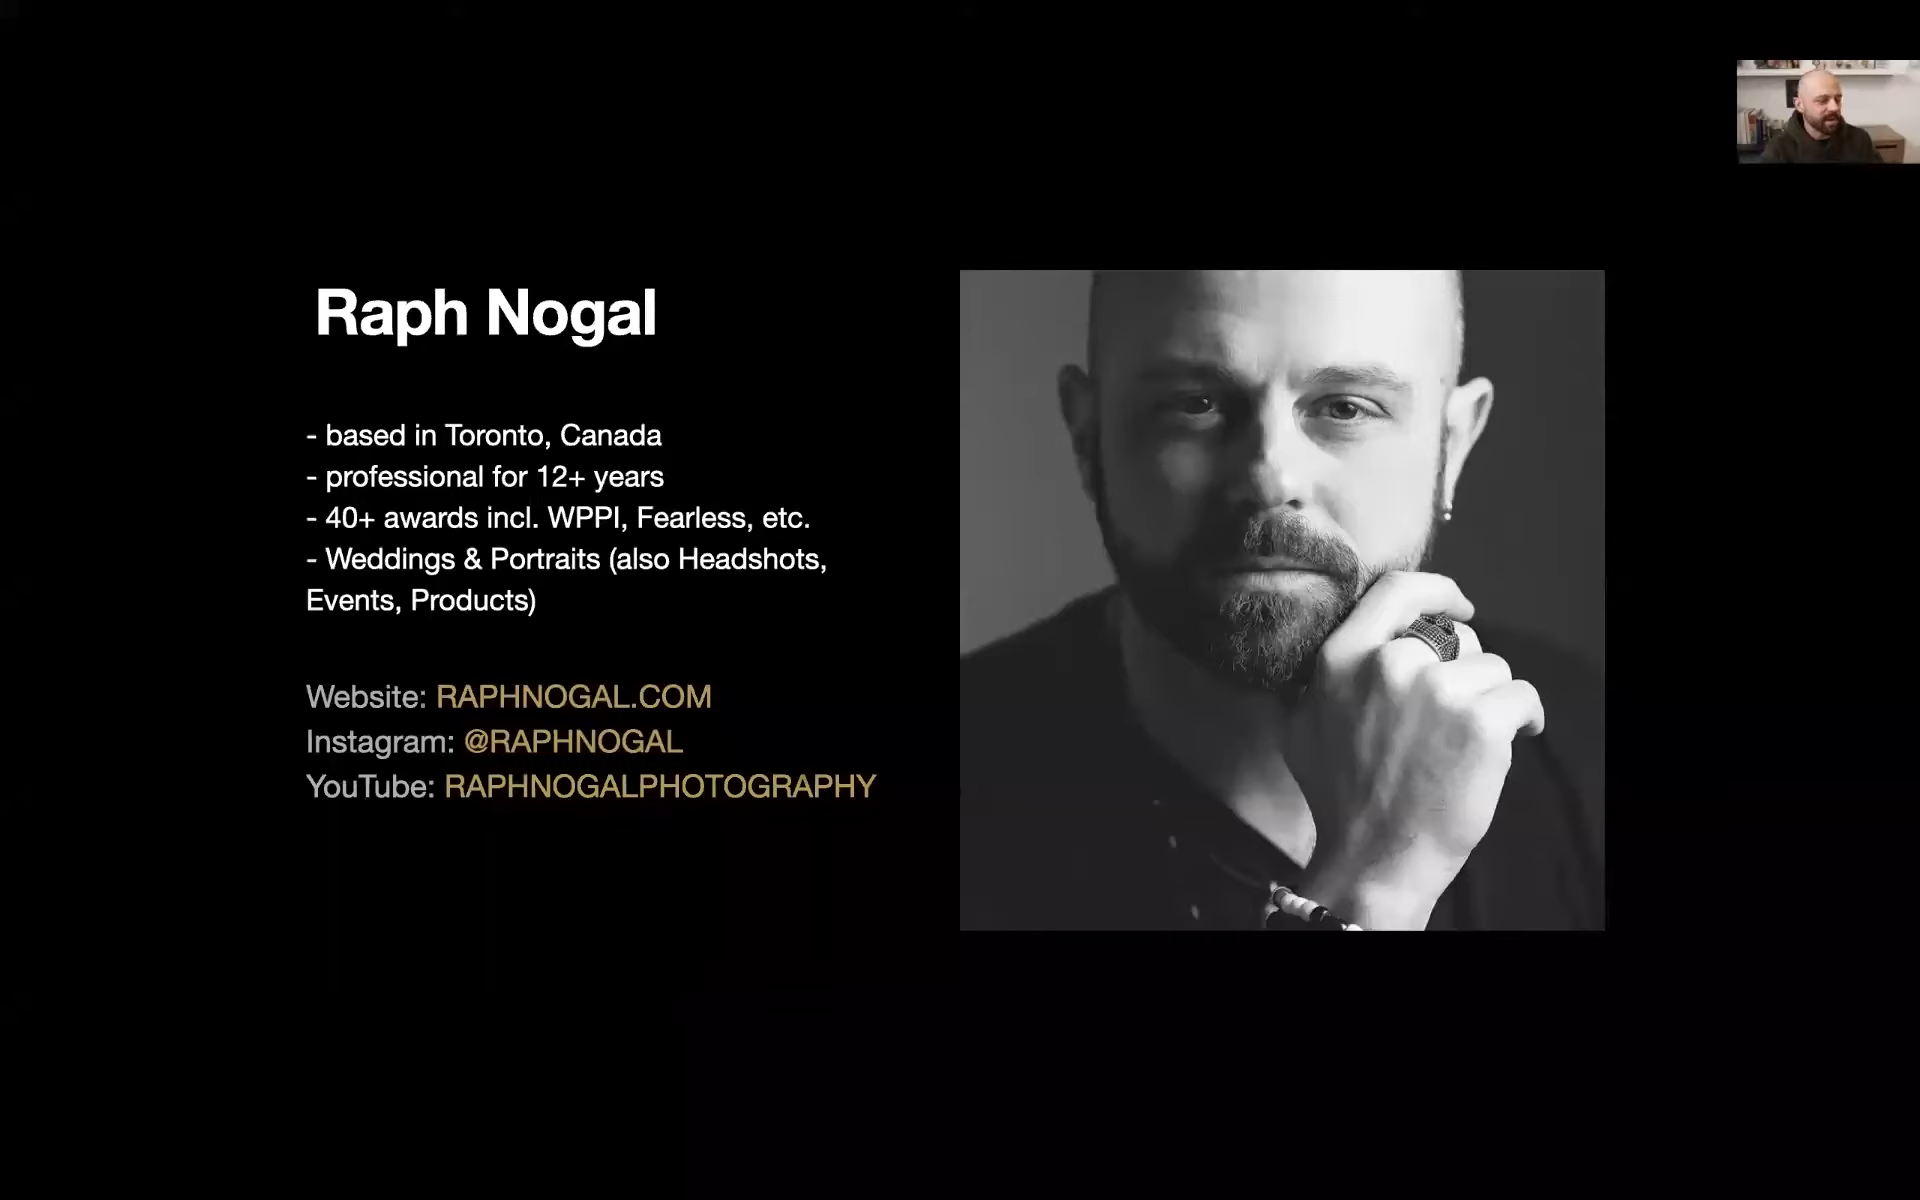 Raph Nogal
- based in Toronto, Canada
- professional for 12+ years
- 40+ awards incl. WPPI, Fearless, etc.
- Weddings & Portraits (also Headshots,
Events, Products)
Website: RAPHNOGAL.COM
Instagram: @RAPHNOGAL
YouTube: RAPHNOGALPHOTOGRAPHY